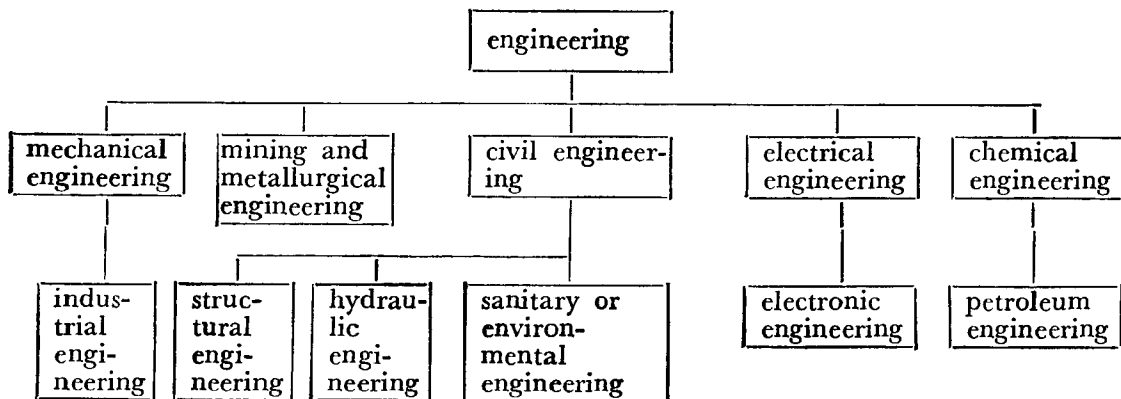 engineering
mechanical
engineering
mining and
metallurgical
engineering
civil engineer-
ing
electrical
engineering
chemical
engineering
indus-
trial
engi-
neering
struc-
tural
engi-
neering
hydrau-
lic
engi-
neering
sanitary or
environ-
mental
engineering
electronic
engineering
petroleum
engineering